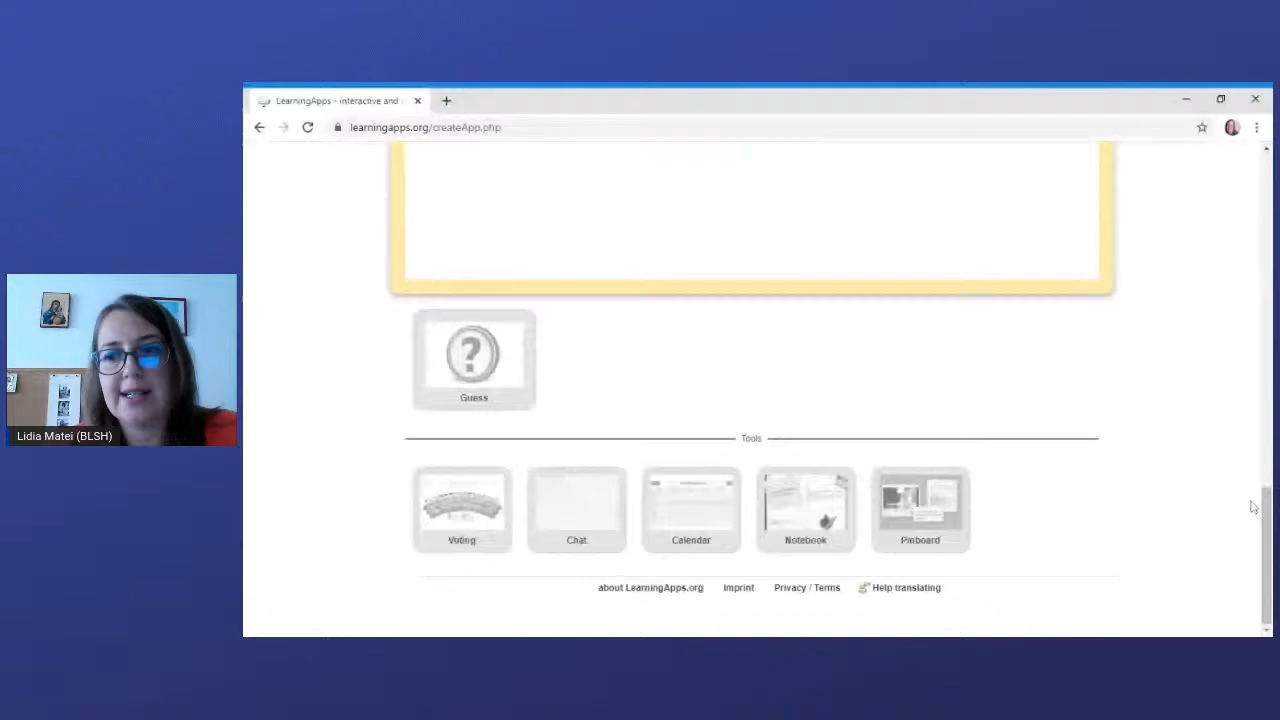 LearningApps - interactive and
learningapps.org/createApp.php
Guess
Tools
Voting
Chat
Calendar
Notebook
Pinboard
about LearningApps.org
Imprint
Privacy / Terms
Help translating
Lidia Matei (BLSH)